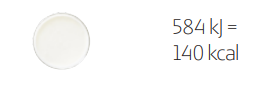 584 kJ =
140 kcal